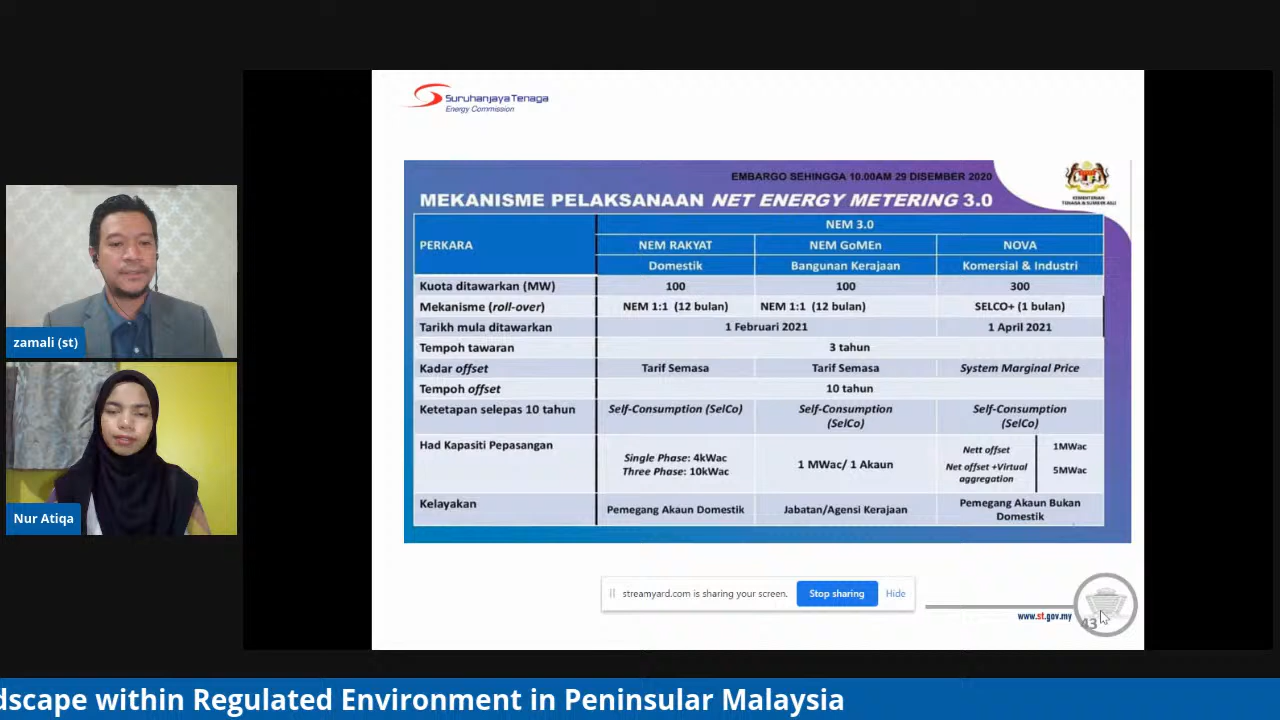 Suruhanjaya Tenaga
Energy Commission
EMBARGO SEHINGGA 10.00AM 29 DISEMBER 2020
MEKANISME PELAKSANAAN NET ENERGY METERING 3.0
KEMENTERIAN
TENAGA & SUMBER ASLI
PERKARA
NEM 3.0
NEM RAKYAT
NEM GoMEn
NOVA
Domestik
Bangunan Kerajaan
Komersial & Industri
Kuota ditawarkan (MW)
100
100
300
Mekanisme (roll-over)
NEM 1:1 (12 bulan)
NEM 1:1 (12 bulan)
SELCO+ (1 bulan)
Tarikh mula ditawarkan
1 Februari 2021
1 April 2021
Tempoh tawaran
3 tahun
Kadar offset
Tarif Semasa
Tarif Semasa
System Marginal Price
Tempoh offset
10 tahun
Ketetapan selepas 10 tahun
Self-Consumption (SelCo)
Self-Consumption
(SelCo)
Self-Consumption
(SelCo)
Had Kapasiti Pepasangan
Single Phase: 4kWac
Three Phase: 10kWac
1 MWac/ 1 Akaun
Nett offset
1MWac
Net offset +Virtual
aggregation
5MWac
Kelayakan
Pemegang Akaun Domestik
Jabatan/Agensi Kerajaan
Pemegang Akaun Bukan
Domestik
zamali (st)
Nur Atiqa
streamyard.com is sharing your screen.
Stop sharing
Hide
www.st.gov.my
43
dscape within Regulated Environment in Peninsular Malaysia